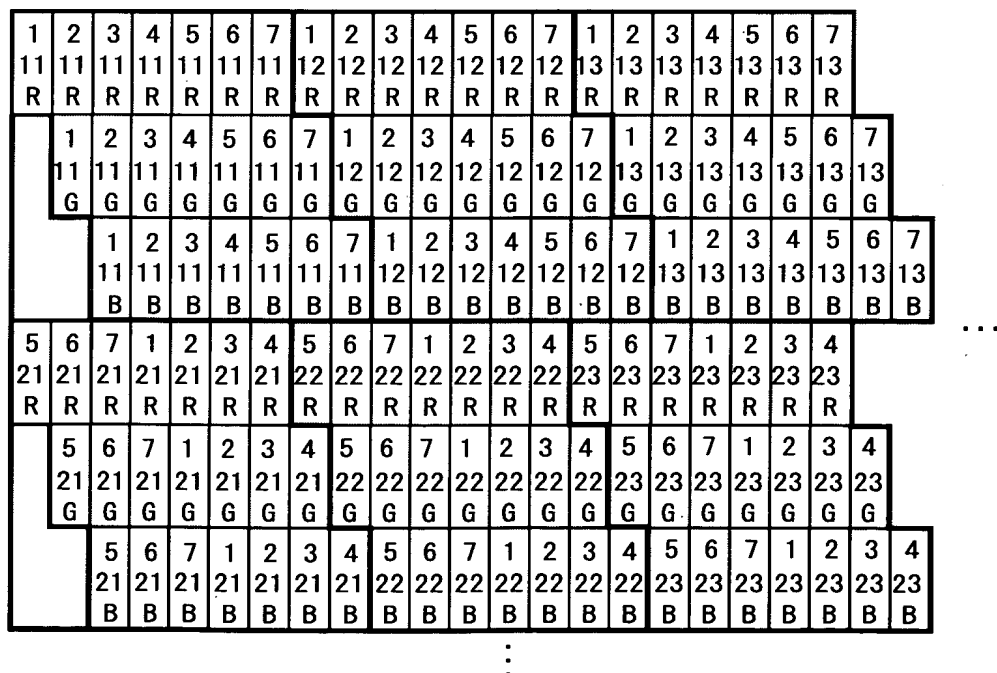 1 2 3 4 5 6 7 1 2 3 4 5 6 7 1 2 3 4 5 6 7
11 11 11 11 11 11 11 12 12 12 12 12 12 12 13 13 13 13 13 13 13
R R R R R R R R R R R R R R R R R R R R R
1 2 3 4 5 6 7 1 2 3 4 5 6 7 1 2 3 4 5 6 7
11 11 11 11 11 11 11 12 12 12 12 12 12 12 13 13 13 13 13 13 13
G G G G G G G G G G G G G G G G G G G G G
1 2 3 4 5 6 7 1 2 3 4 5 6 7 1 2 3 4 5 6 7
11 11 11 11 11 11 11 12 12 12 12 12 12 12 13 13 13 13 13 13 13
B B B B B B B B B B B B B B B B B B B B B
...
5 6 7 1 2 3 4 5 6 7 1 2 3 4 5 6 7 1 2 3 4
21 21 21 21 21 21 21 22 22 22 22 22 22 22 23 23 23 23 23 23 23
R R R R R R R R R R R R R R R R R R R R R
5 6 7 1 2 3 4 5 6 7 1 2 3 4 5 6 7 1 2 3 4
21 21 21 21 21 21 21 22 22 22 22 22 22 22 23 23 23 23 23 23 23
G G G G G G G G G G G G G G G G G G G G G
5 6 7 1 2 3 4 5 6 7 1 2 3 4 5 6 7 1 2 3 4
21 21 21 21 21 21 21 22 22 22 22 22 22 22 23 23 23 23 23 23 23
B B B B B B B B B B B B B B B B B B B B B
⋮